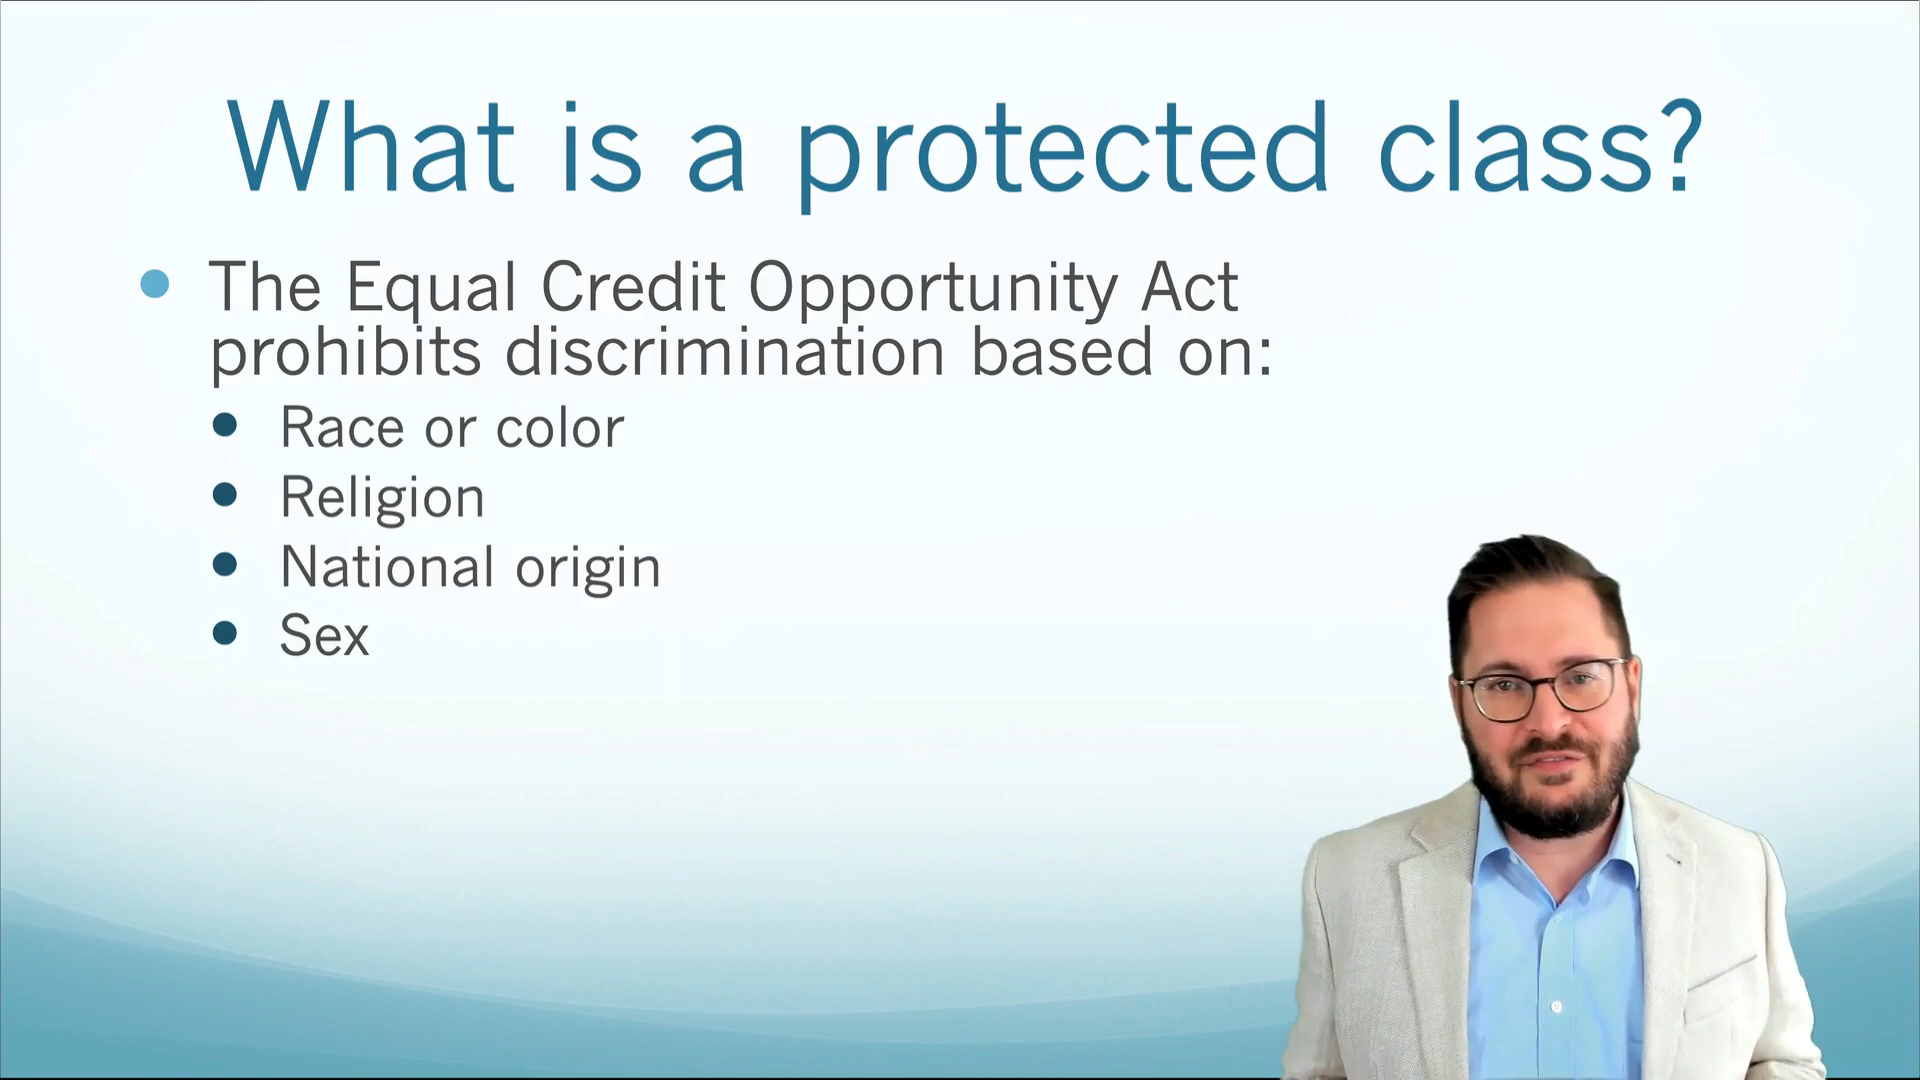 What is a protected class?
The Equal Credit Opportunity Act
prohibits discrimination based on:
Race or color
Religion
National origin
Sex